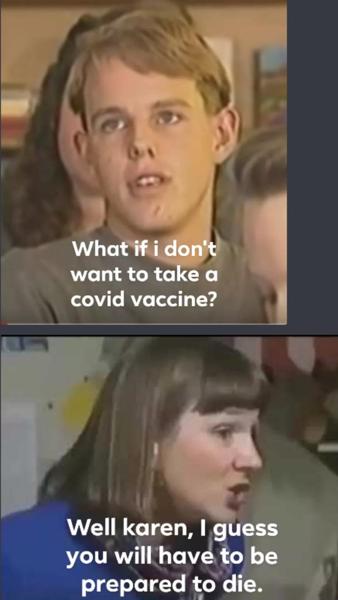 What if i don't
want to take a
covid vaccine?
Well karen, I guess
you will have to be
prepared to die.